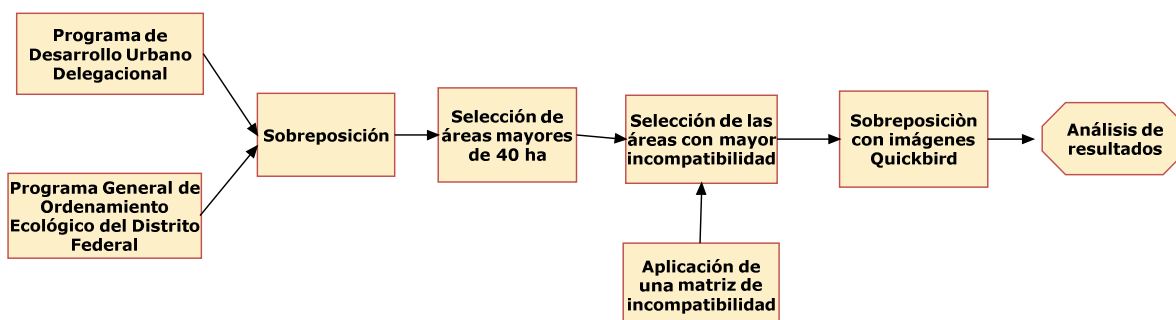 Programa de
Desarrollo Urbano
Delegacional
Programa General de
Ordenamiento
Ecológico del Distrito
Federal
Sobreposición
Selección de
áreas mayores
de 40 ha
Selección de las
áreas con mayor
incompatibilidad
Aplicación de
una matriz de
incompatibilidad
Sobreposiciòn
con imágenes
Quickbird
Análisis de
resultados